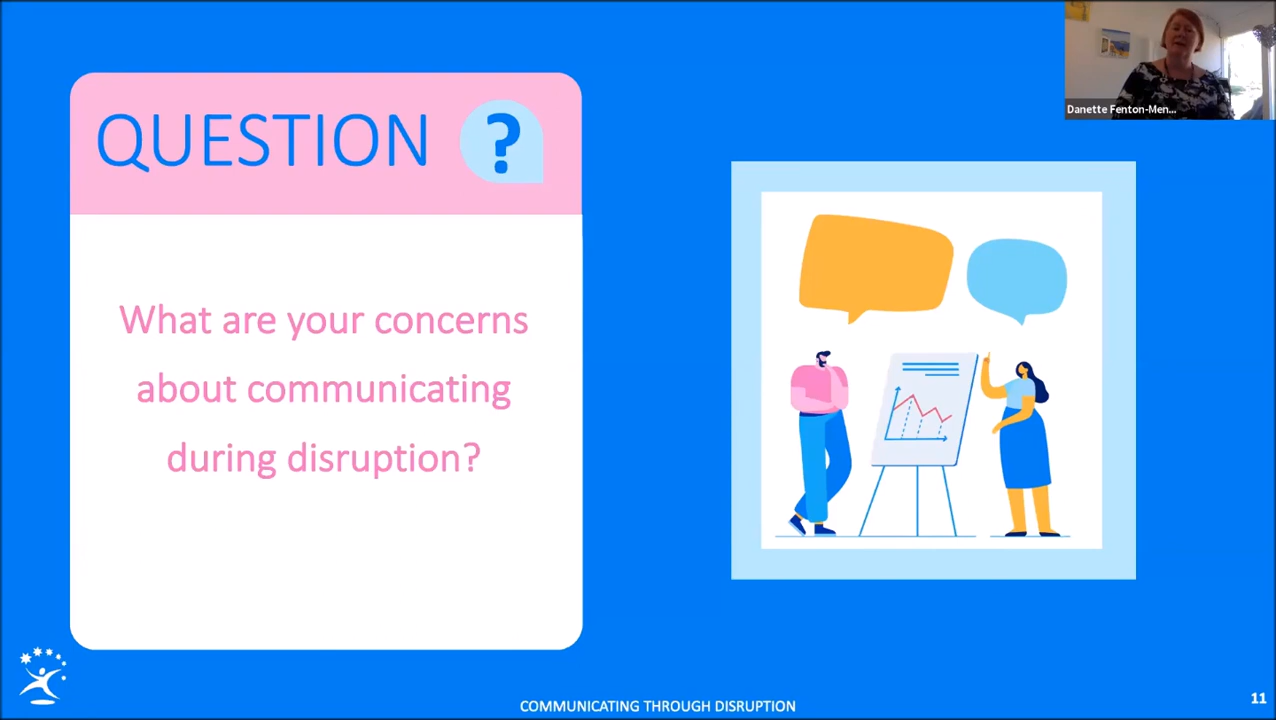 Danette Fenton-Men...
QUESTION ?
What are your concerns
about communicating
during disruption?
COMMUNICATING THROUGH DISRUPTION
11